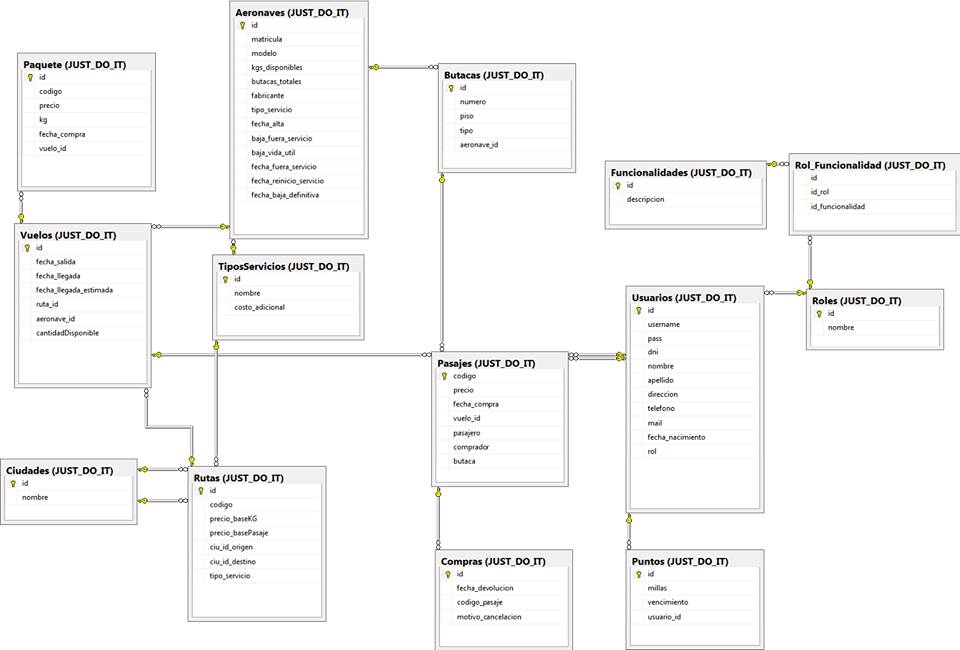 Aeronaves (JUST_DO_IT)
id
matricula
modelo
kgs_disponibles
butacas_totales
fabricante
tipo_servicio
fecha_alta
baja_fuera_servicio
baja_vida_util
fecha_fuera_servicio
fecha_reinicio_servicio
fecha_baja_definitiva
Paquete (JUST_DO_IT)
id
codigo
precio
kg
fecha_compra
vuelo_id
Butacas (JUST_DO_IT)
id
numero
piso
tipo
aeronave_id
Funcionalidades (JUST_DO_IT)
id
descripcion
Rol_Funcionalidad (JUST_DO_IT)
id
id_rol
id_funcionalidad
Vuelos (JUST_DO_IT)
id
fecha_salida
fecha_llegada
fecha_llegada_estimada
ruta_id
aeronave_id
cantidadDisponible
TiposServicios (JUST_DO_IT)
id
nombre
costo_adicional
Usuarios (JUST_DO_IT)
id
username
pass
dni
nombre
apellido
direccion
telefono
mail
fecha_nacimiento
rol
Roles (JUST_DO_IT)
id
nombre
Pasajes (JUST_DO_IT)
codigo
precio
fecha_compra
vuelo_id
pasajero
comprador
butaca
Ciudades (JUST_DO_IT)
id
nombre
Rutas (JUST_DO_IT)
id
codigo
precio_baseKG
precio_basePasaje
ciu_id_origen
ciu_id_destino
tipo_servicio
Compras (JUST_DO_IT)
id
fecha_devolucion
codigo_pasaje
motivo_cancelacion
Puntos (JUST_DO_IT)
id
millas
vencimiento
usuario_id